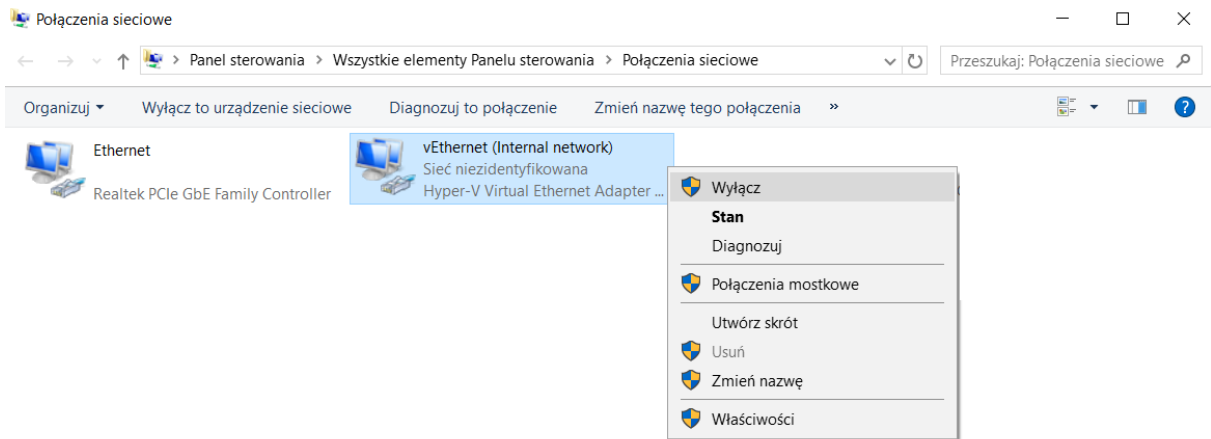 Połączenia sieciowe
Panel sterowania > Wszystkie elementy Panelu sterowania > Połączenia sieciowe
Przeszukaj: Połączenia sieciowe
Organizuj Wyłącz to urządzenie sieciowe Diagnozuj to połączenie Zmień nazwę tego połączenia »
Ethernet
Realtek PCIe GbE Family Controller
vEthernet (Internal network)
Sieć niezidentyfikowana
Hyper-V Virtual Ethernet Adapter ...
Wyłącz
Stan
Diagnozuj
Połączenia mostkowe
Utwórz skrót
Usuń
Zmień nazwę
Właściwości